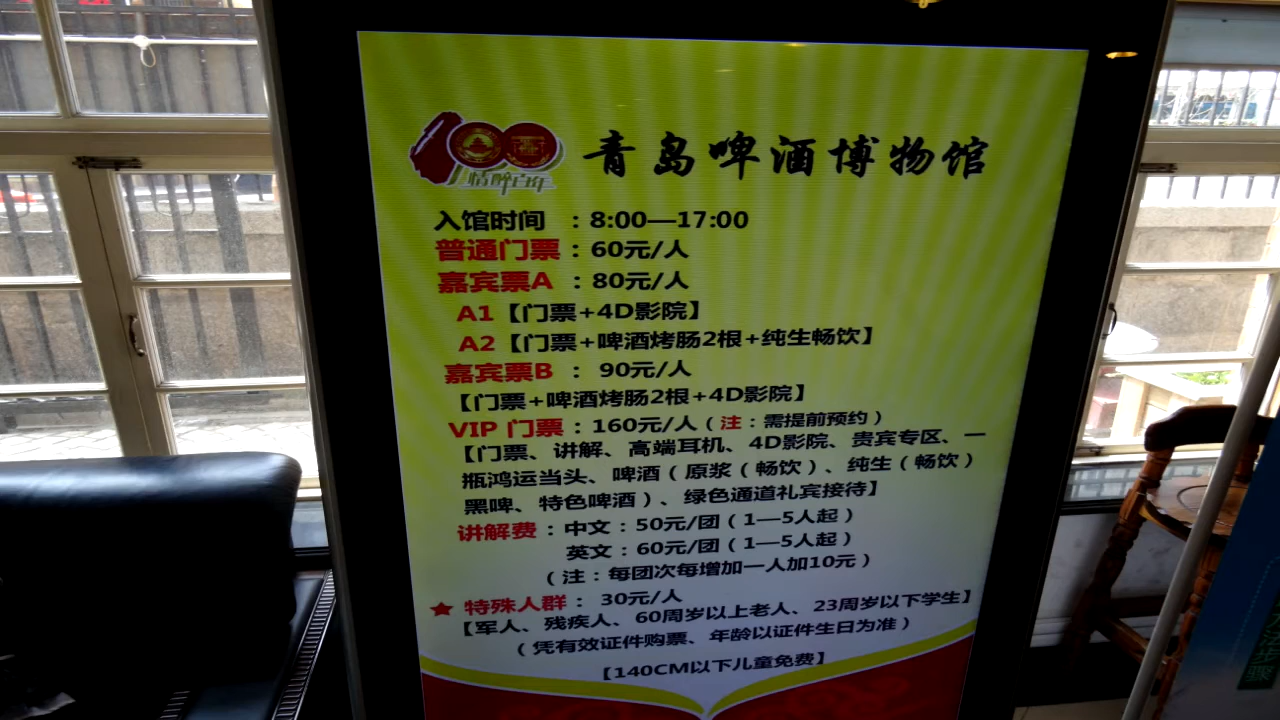 情醉百年
青岛啤酒博物馆
入馆时间 ：8:00—17:00
普通门票：60元/人
嘉宾票A ：80元/人
A1【门票+4D影院】
A2【门票+啤酒烤肠2根+纯生畅饮】
嘉宾票B ： 90元/人
【门票+啤酒烤肠2根+4D影院】
VIP 门票：160元/人（注：需提前预约）
【门票、讲解、高端耳机、4D影院、贵宾专区、一
瓶鸿运当头、啤酒（原浆（畅饮）、纯生（畅饮）
黑啤、特色啤酒）、绿色通道礼宾接待】
讲解费：中文：50元/团（1—5人起）
英文：60元/团（1—5人起）
（注：每团次每增加一人加10元）
★ 特殊人群： 30元/人
【军人、残疾人、60周岁以上老人、23周岁以下学生】
（凭有效证件购票、年龄以证件生日为准）
【140CM以下儿童免费】